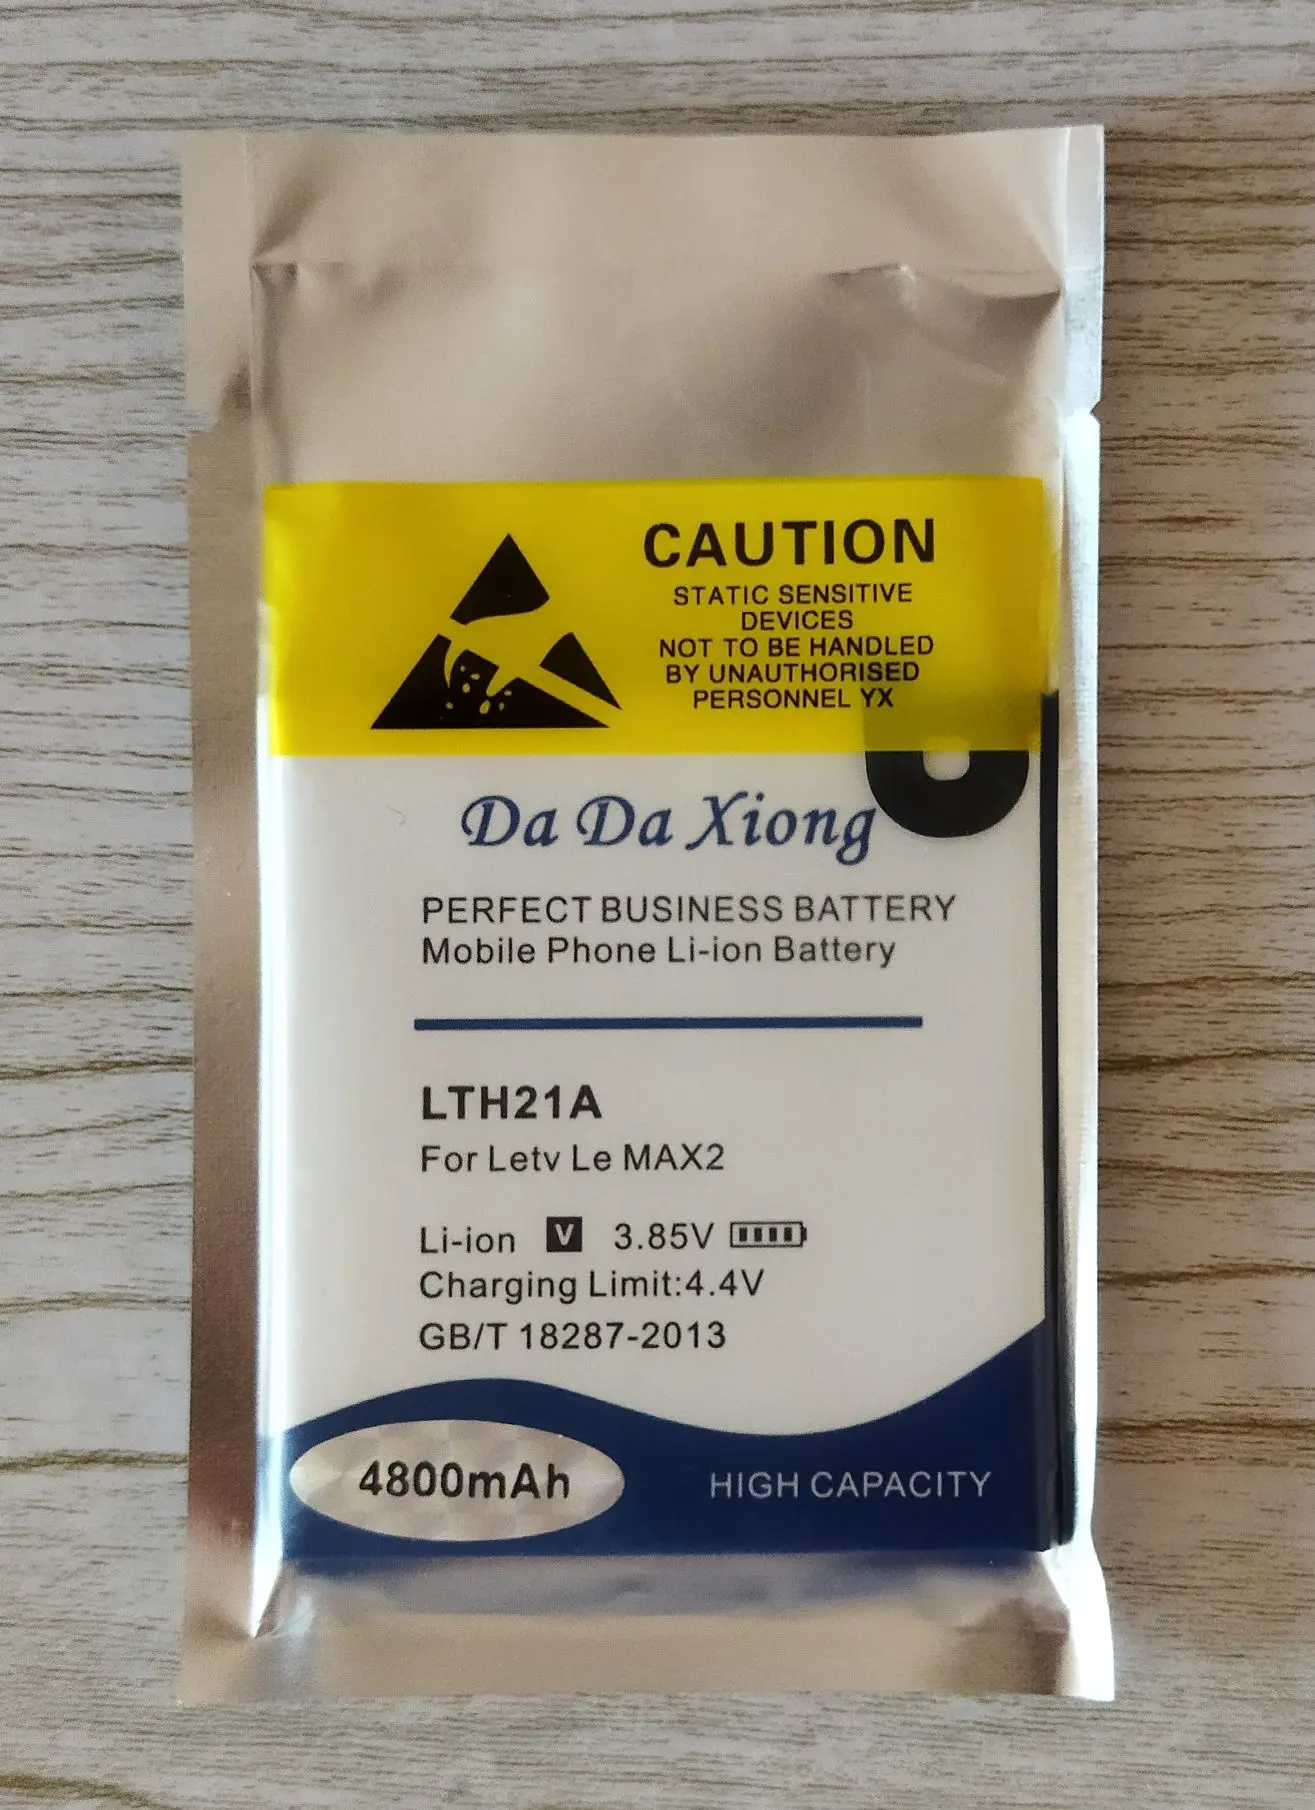 CAUTION
STATIC SENSITIVE
DEVICES
NOT TO BE HANDLED
BY UNAUTHORISED
PERSONNEL YX
Da Da Xiong
PERFECT BUSINESS BATTERY
Mobile Phone Li-ion Battery
LTH21A
For Letv Le MAX2
Li-ion V 3.85V
Charging Limit:4.4V
GB/T 18287-2013
4800mAh
HIGH CAPACITY